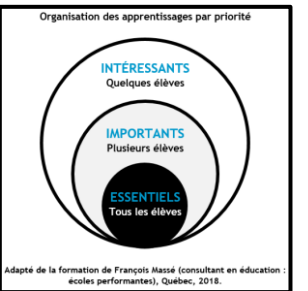 Organisation des apprentissages par priorité
INTÉRESSANTS
Quelques élèves
IMPORTANTS
Plusieurs élèves
ESSENTIELS
Tous les élèves
Adapté de la formation de François Massé (consultant en éducation :
écoles performantes), Québec, 2018.